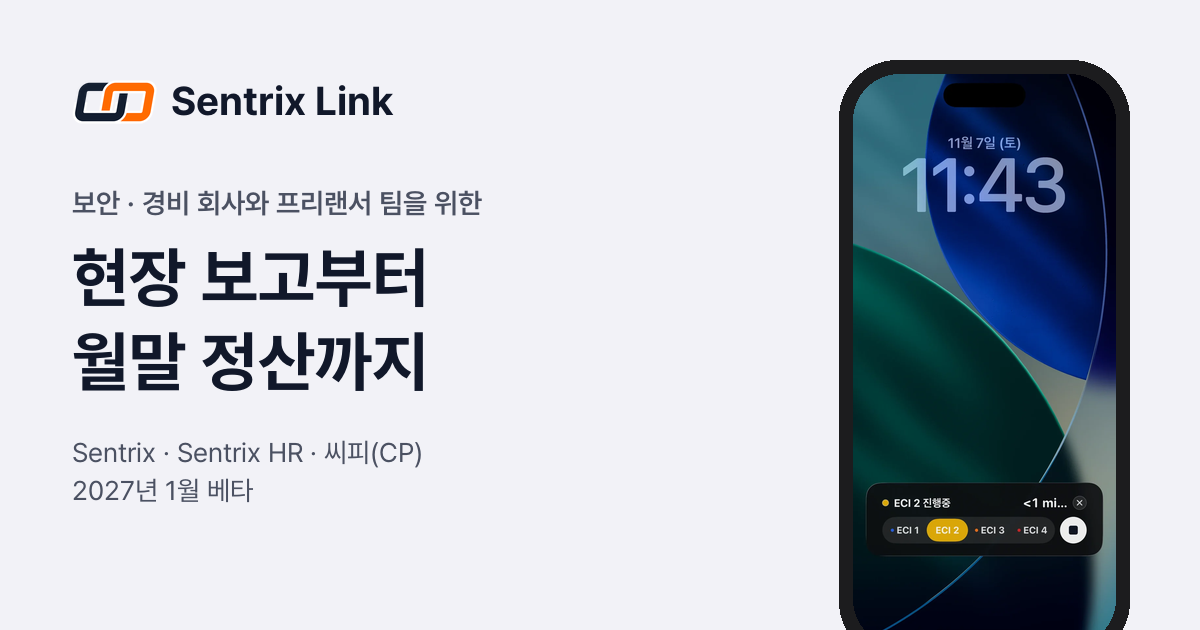 Sentrix Link
보안 · 경비 회사와 프리랜서 팀을 위한
현장 보고부터
월말 정산까지
Sentrix · Sentrix HR · 씨피(CP)
2027년 1월 베타
11월 7일 (토)
11:43
ECI 2 진행중 <1 mi...
ECI 1 ECI 2 ECI 3 ECI 4